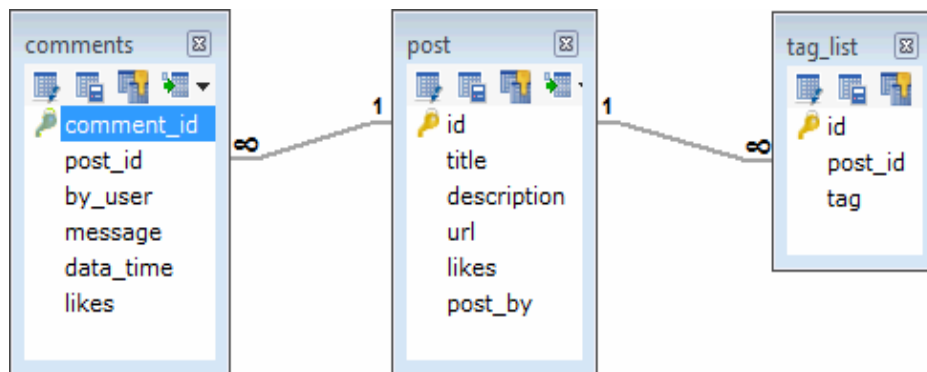 comments
comment_id
post_id
by_user
message
data_time
likes
∞
1
post
id
title
description
url
likes
post_by
1
∞
tag_list
id
post_id
tag